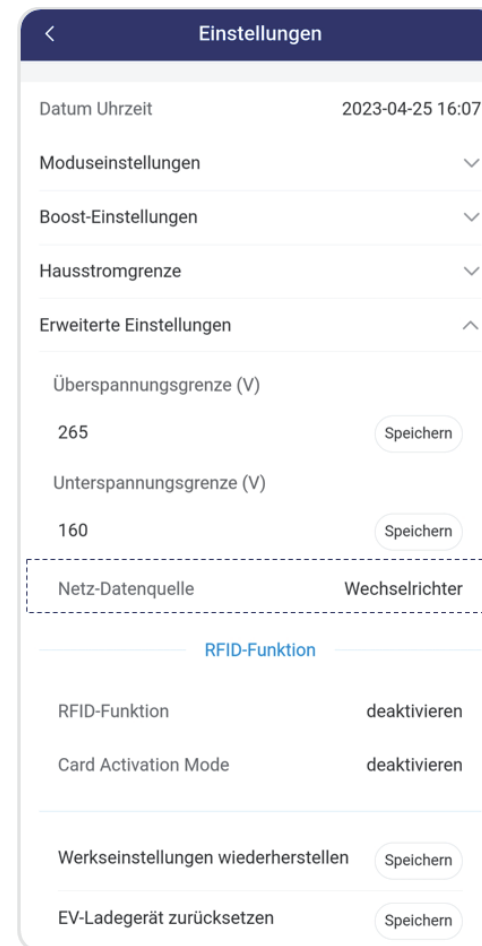 Einstellungen
Datum Uhrzeit 2023-04-25 16:07
Moduseinstellungen
Boost-Einstellungen
Hausstromgrenze
Erweiterte Einstellungen
Überspannungsgrenze (V)
265 Speichern
Unterspannungsgrenze (V)
160 Speichern
Netz-Datenquelle Wechselrichter
RFID-Funktion
RFID-Funktion deaktivieren
Card Activation Mode deaktivieren
Werkseinstellungen wiederherstellen Speichern
EV-Ladegerät zurücksetzen Speichern